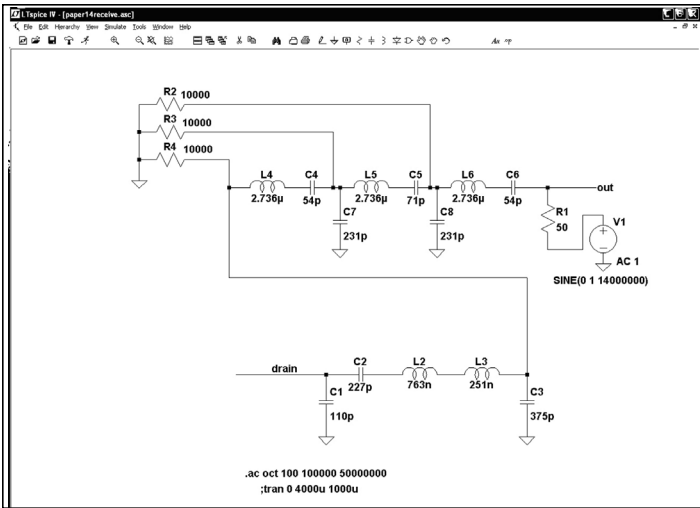 LTspice IV - [paper14receive.asc]
File Edit Hierarchy View Simulate Tools Window Help
R2 10000
R3 10000
R4 10000
L4 C4 L5 C5 L6 C6
2.736µ 54p 2.736µ 71p 2.736µ 54p
out
C7 C8
231p 231p
R1
50
V1
AC 1
SINE(0 1 14000000)
drain
C2 L2 L3
227p 763n 251n
C1
110p
C3
375p
.ac oct 100 100000 50000000
;tran 0 4000u 1000u